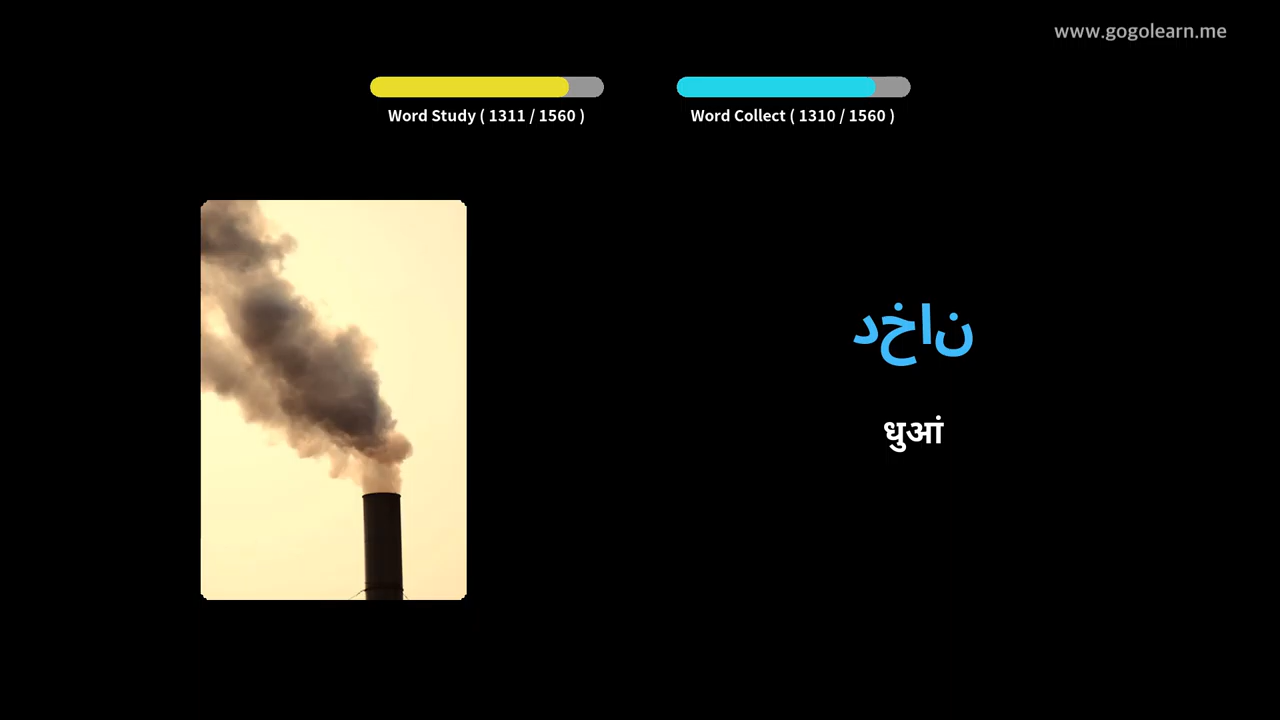 www.gogolearn.me
Word Study ( 1311 / 1560 )
Word Collect ( 1310 / 1560 )
دخان
धुआं